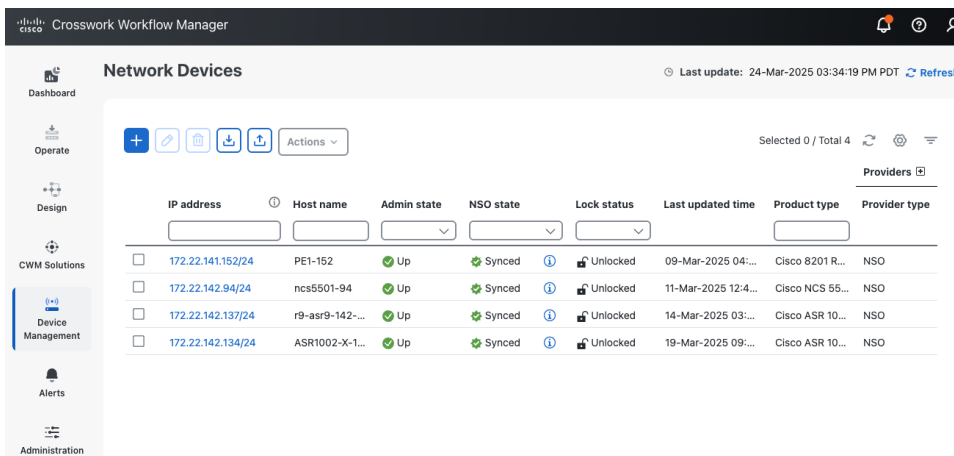 cisco Crosswork Workflow Manager
Dashboard
Operate
Design
CWM Solutions
Device
Management
Alerts
Administration
Network Devices
Last update: 24-Mar-2025 03:34:19 PM PDT Refresh
Actions
Selected 0 / Total 4
Providers
IP address Host name Admin state NSO state Lock status Last updated time Product type Provider type
172.22.141.152/24 PE1-152 Up Synced Unlocked 09-Mar-2025 04:... Cisco 8201 R... NSO
172.22.142.94/24 ncs5501-94 Up Synced Unlocked 11-Mar-2025 12:4... Cisco NCS 55... NSO
172.22.142.137/24 r9-asr9-142-... Up Synced Unlocked 14-Mar-2025 03:... Cisco ASR 10... NSO
172.22.142.134/24 ASR1002-X-1... Up Synced Unlocked 19-Mar-2025 09:... Cisco ASR 10... NSO